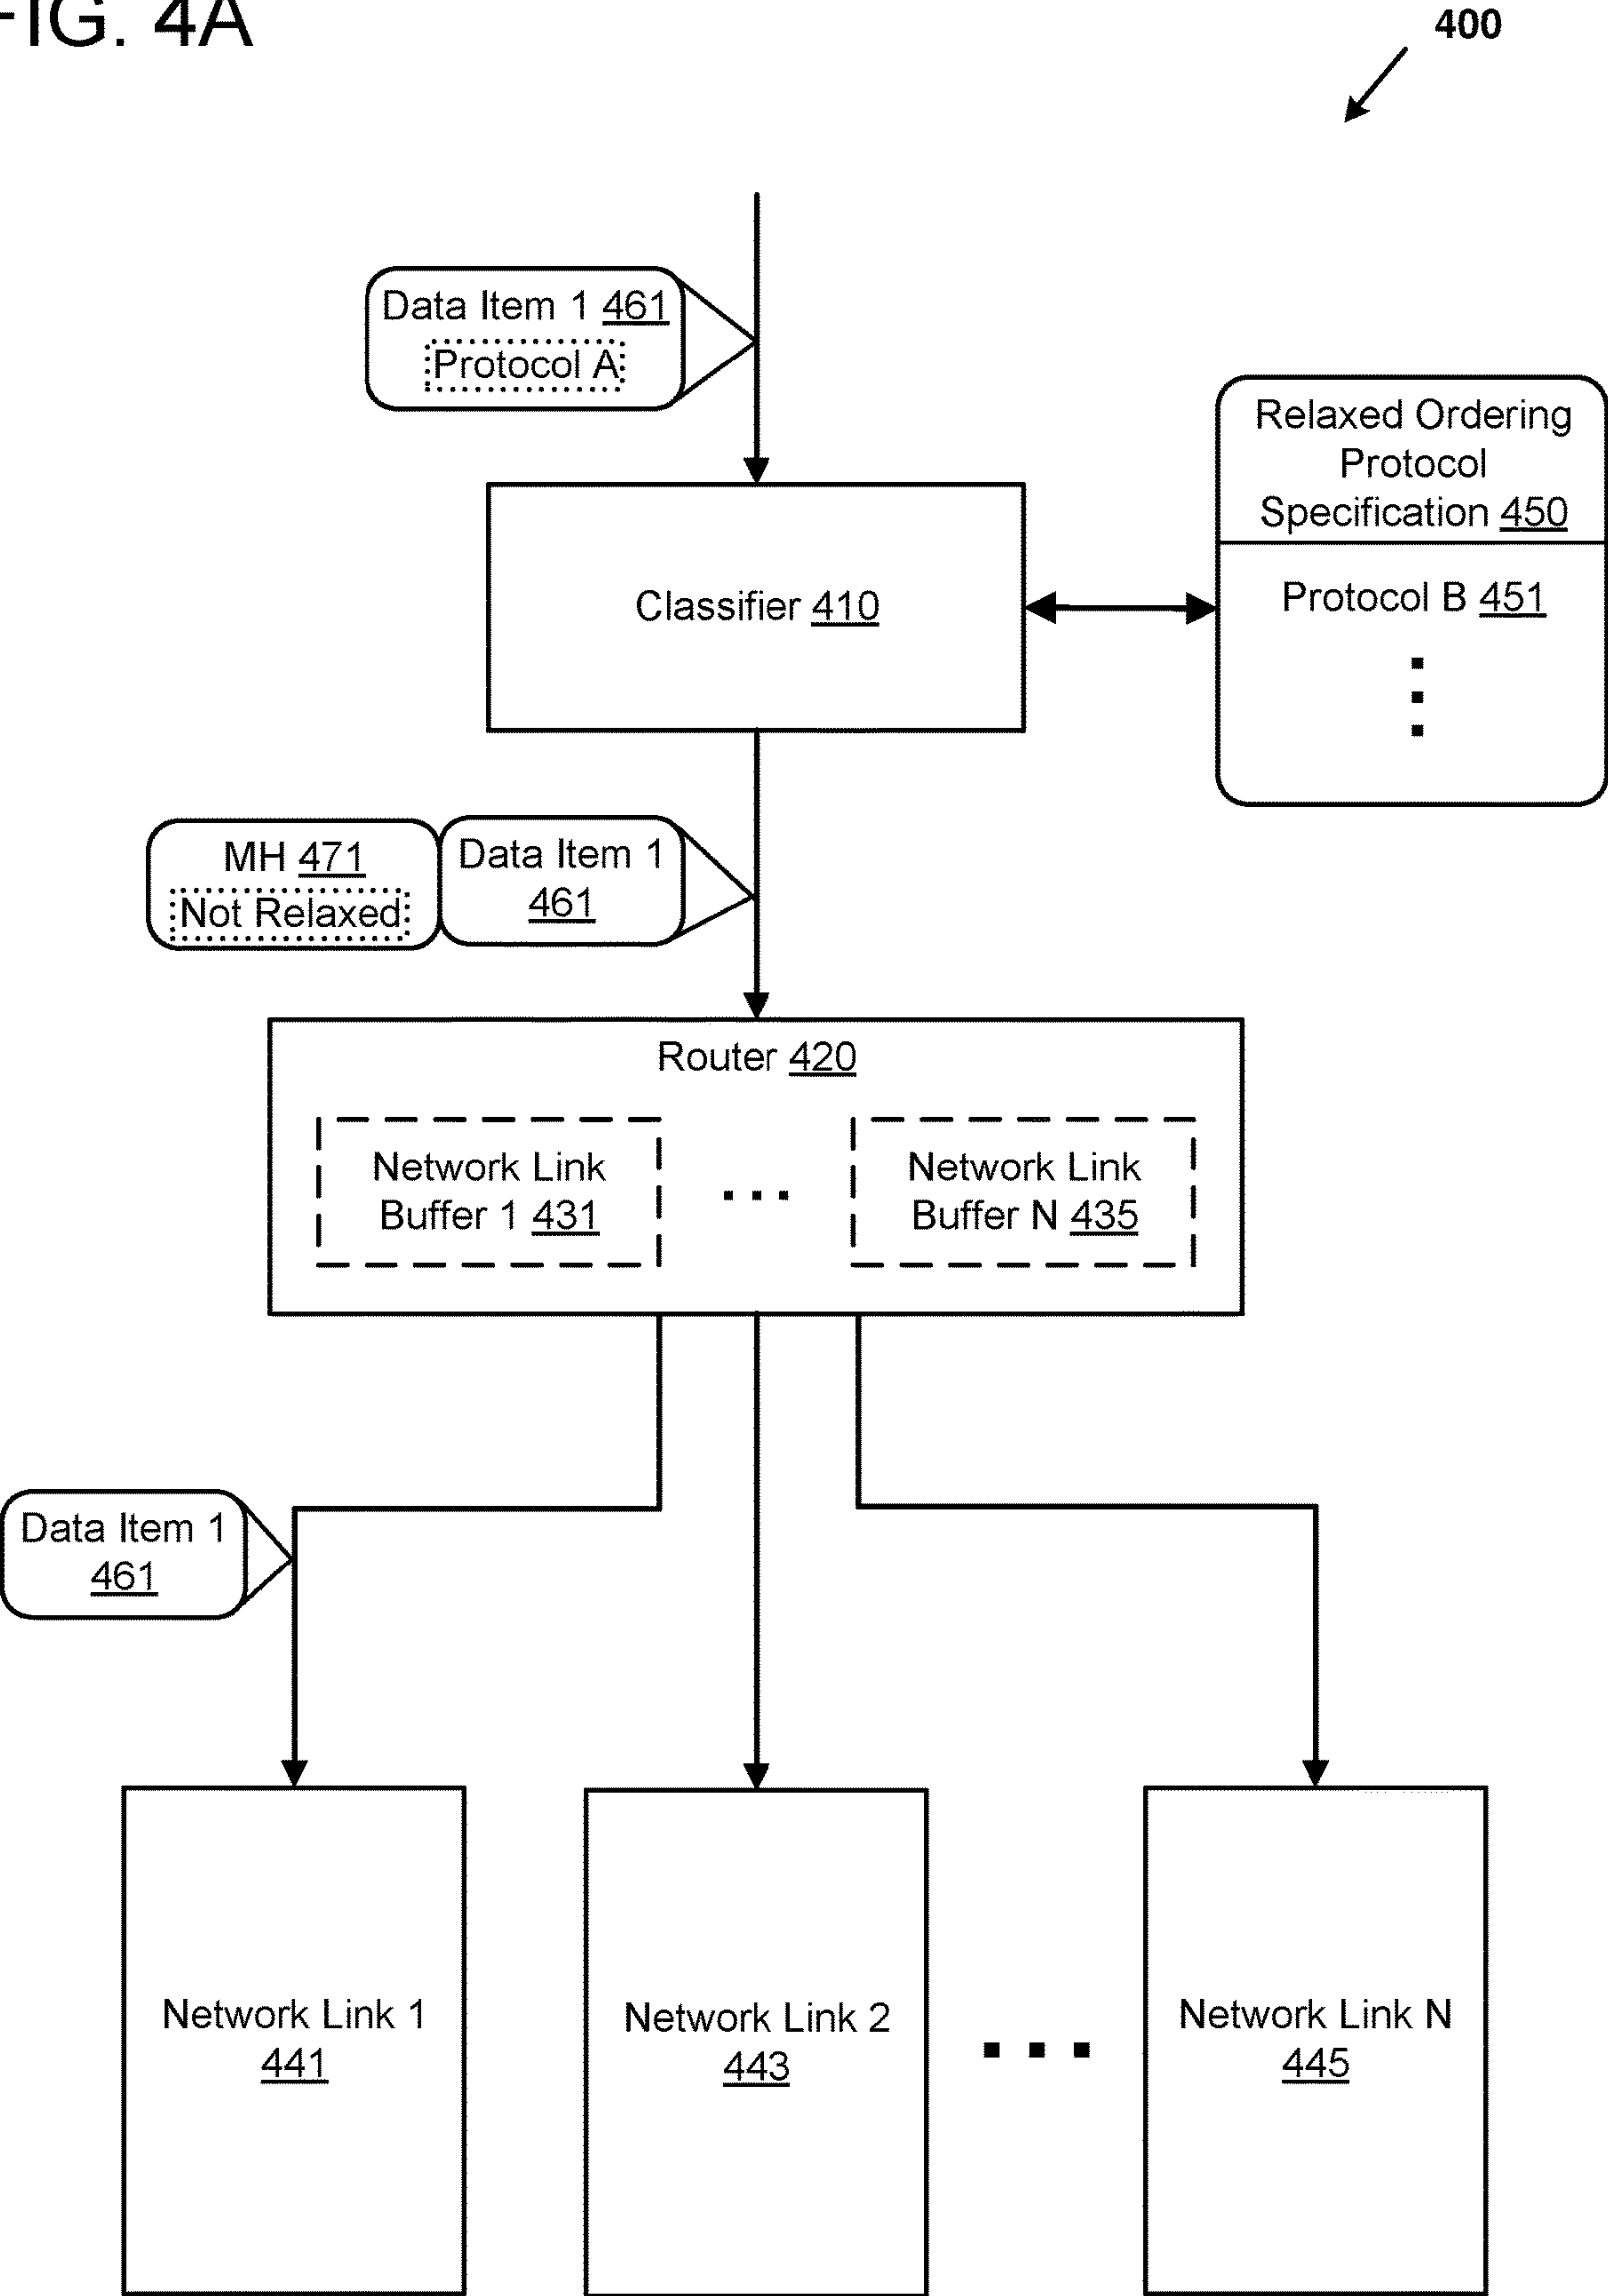 FIG. 4A
400
Data Item 1 461
Protocol A
Relaxed Ordering
Protocol
Specification 450
Classifier 410
Protocol B 451
MH 471
Not Relaxed
Data Item 1
461
Router 420
Network Link
Buffer 1 431
...
Network Link
Buffer N 435
Data Item 1
461
Network Link 1
441
Network Link 2
443
Network Link N
445